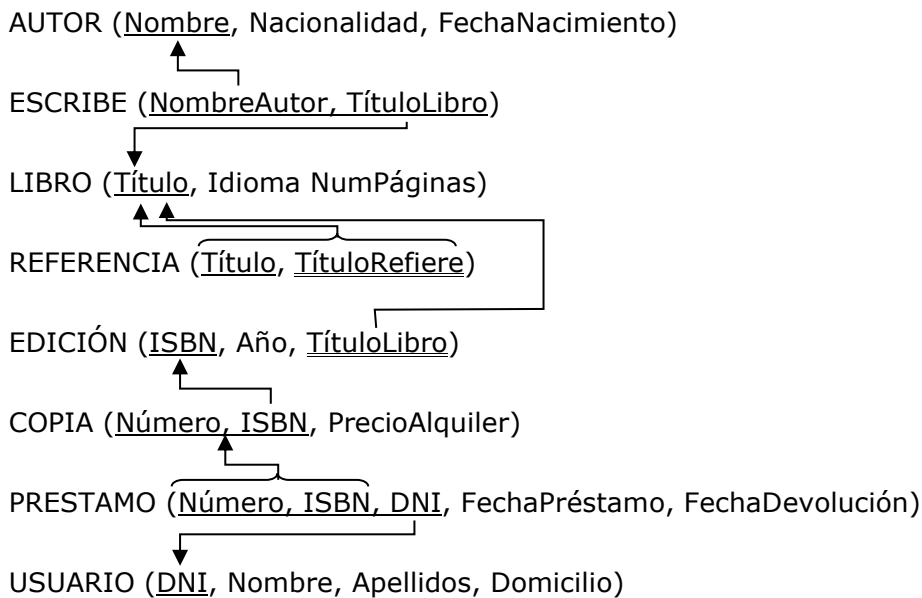 AUTOR (Nombre, Nacionalidad, FechaNacimiento)
ESCRIBE (NombreAutor, TítuloLibro)
LIBRO (Título, Idioma NumPáginas)
REFERENCIA (Título, TítuloRefiere)
EDICIÓN (ISBN, Año, TítuloLibro)
COPIA (Número, ISBN, PrecioAlquiler)
PRESTAMO (Número, ISBN, DNI, FechaPréstamo, FechaDevolución)
USUARIO (DNI, Nombre, Apellidos, Domicilio)